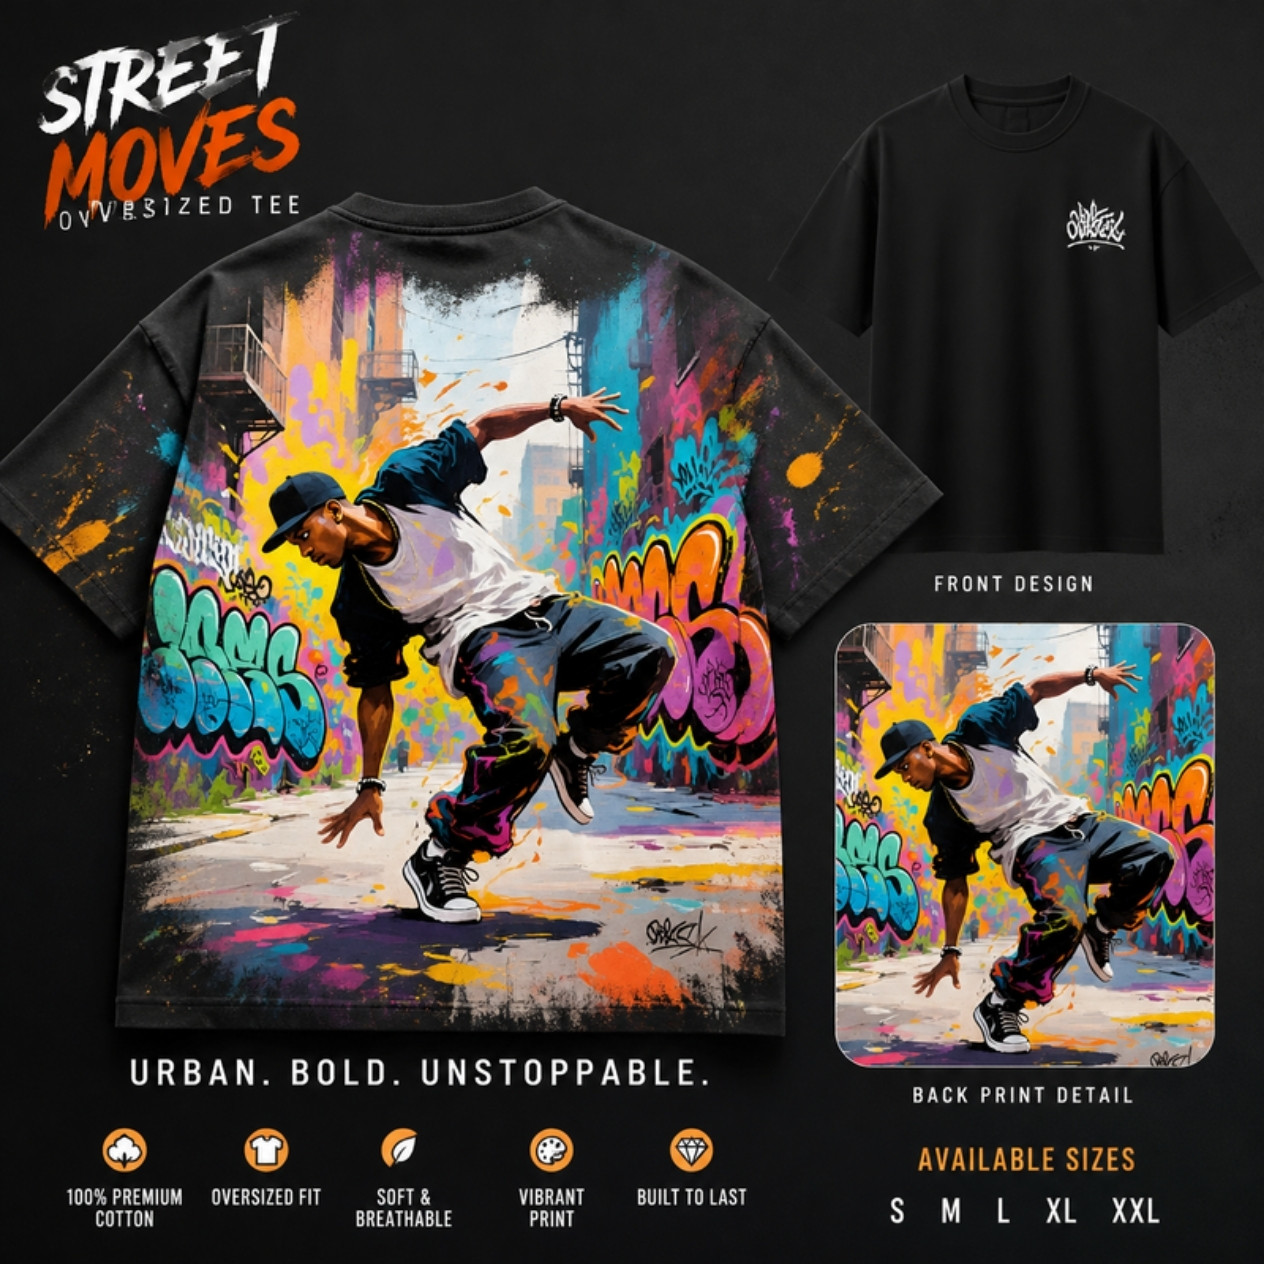 STREET
MOVES
OVVBSIZED TEE
FRONT DESIGN
BACK PRINT DETAIL
URBAN. BOLD. UNSTOPPABLE.
100% PREMIUM
COTTON
OVERSIZED FIT
SOFT &
BREATHABLE
VIBRANT
PRINT
BUILT TO LAST
AVAILABLE SIZES
S M L XL XXL